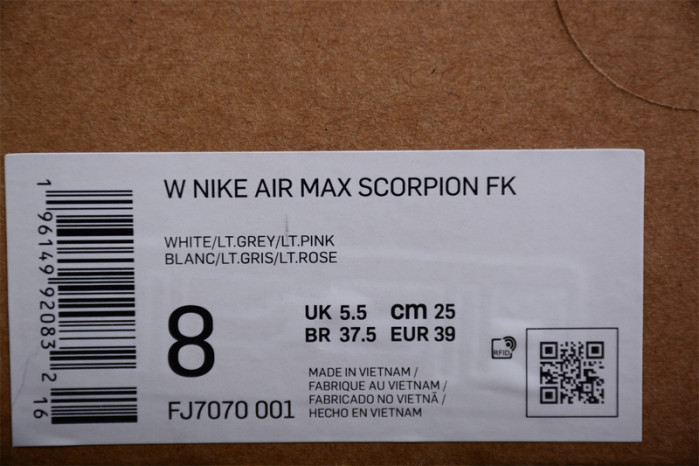 W NIKE AIR MAX SCORPION FK
WHITE/LT.GREY/LT.PINK
BLANC/LT.GRIS/LT.ROSE
8
UK 5.5 cm 25
BR 37.5 EUR 39
RFID
MADE IN VIETNAM /
FABRIQUE AU VIETNAM /
FABRICADO NO VIETNÃ /
HECHO EN VIETNAM
FJ7070 001
1 96149 92083 2 16